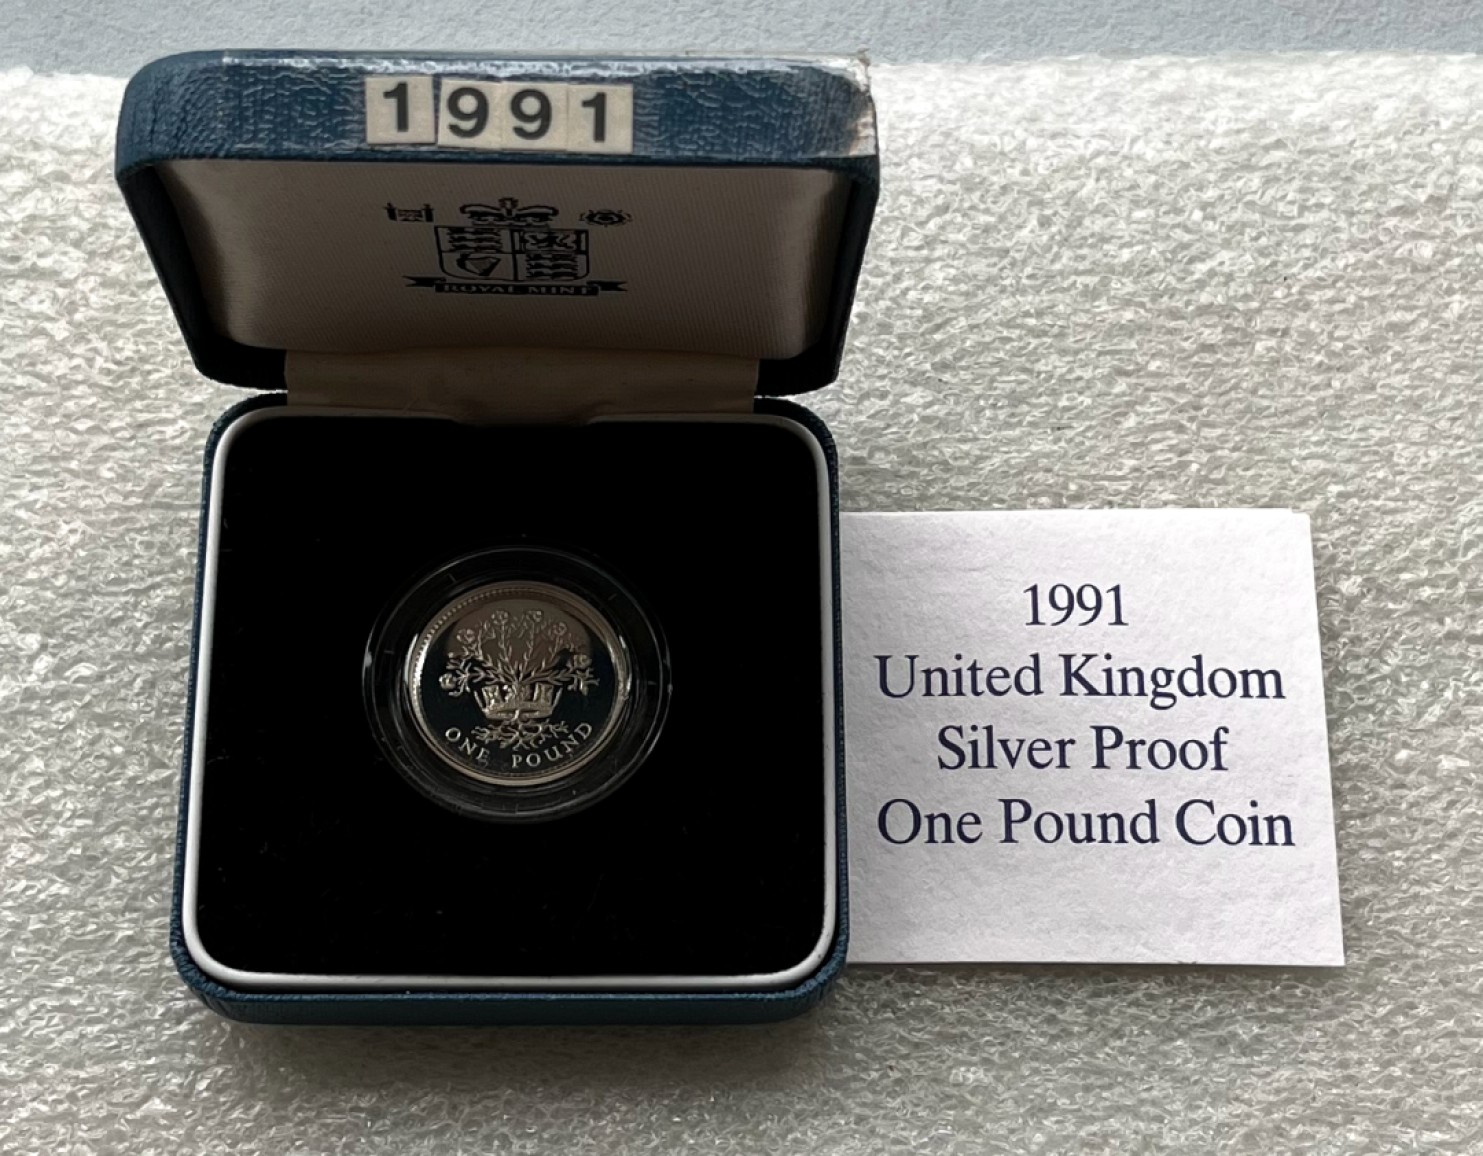 1991
ROYAL MINT
ONE POUND
1991
United Kingdom
Silver Proof
One Pound Coin